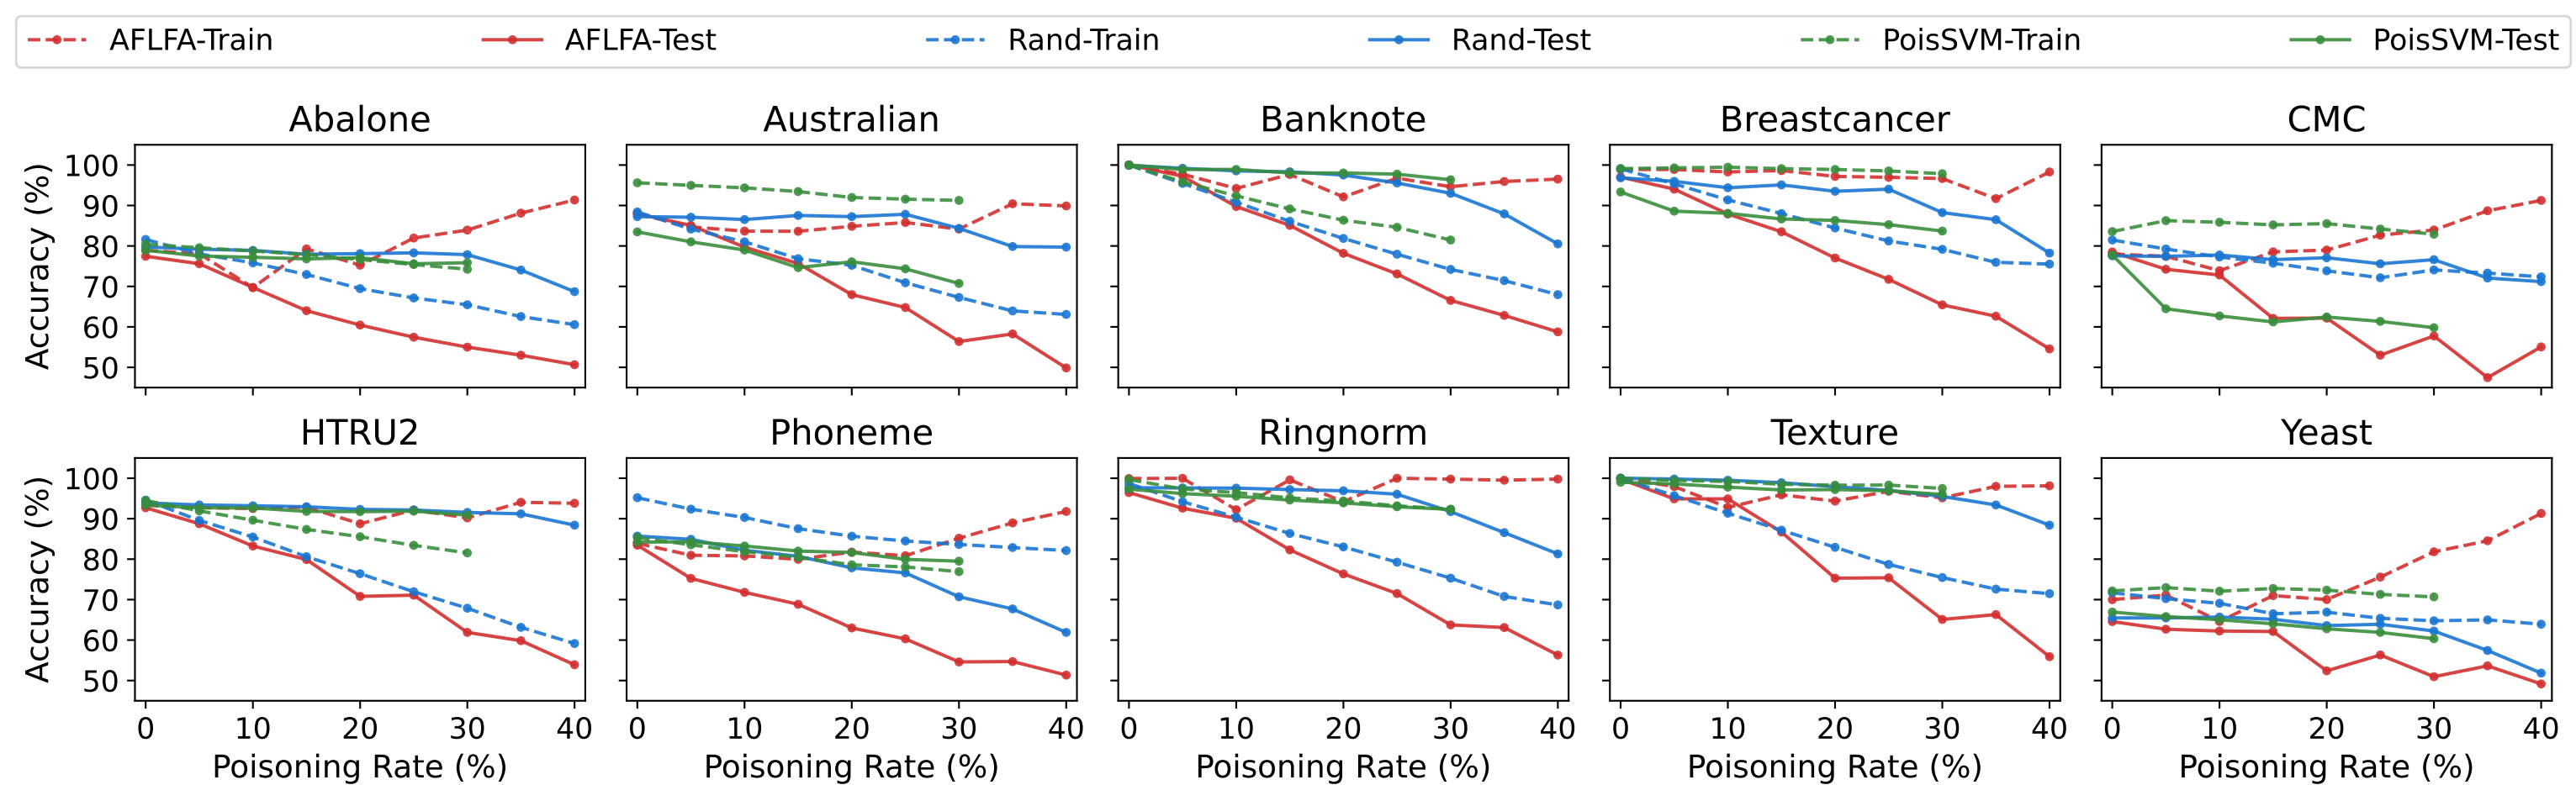 AFLFA-Train AFLFA-Test Rand-Train Rand-Test PoisSVM-Train PoisSVM-Test
Abalone Australian Banknote Breastcancer CMC
Accuracy (%)
100
90
80
70
60
50
HTRU2 Phoneme Ringnorm Texture Yeast
Accuracy (%)
100
90
80
70
60
50
0 10 20 30 40 0 10 20 30 40 0 10 20 30 40 0 10 20 30 40 0 10 20 30 40
Poisoning Rate (%) Poisoning Rate (%) Poisoning Rate (%) Poisoning Rate (%) Poisoning Rate (%)